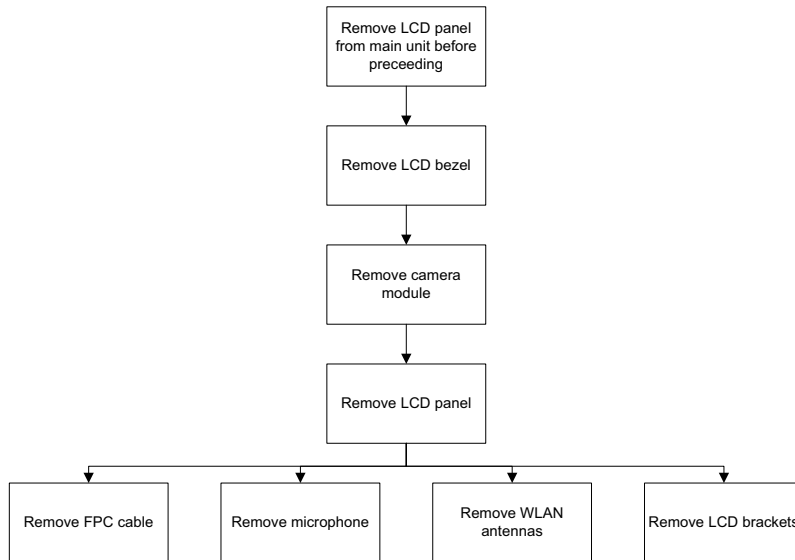 Remove LCD panel
from main unit before
preceeding
Remove LCD bezel
Remove camera
module
Remove LCD panel
Remove FPC cable
Remove microphone
Remove WLAN
antennas
Remove LCD brackets